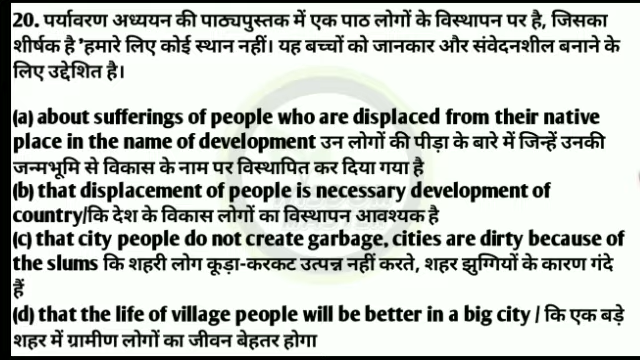 20. पर्यावरण अध्ययन की पाठ्यपुस्तक में एक पाठ लोगों के विस्थापन पर है, जिसका
शीर्षक है 'हमारे लिए कोई स्थान नहीं। यह बच्चों को जानकार और संवेदनशील बनाने के
लिए उद्देशित है।
(a) about sufferings of people who are displaced from their native
place in the name of development उन लोगों की पीड़ा के बारे में जिन्हें उनकी
जन्मभूमि से विकास के नाम पर विस्थापित कर दिया गया है
(b) that displacement of people is necessary development of
country/कि देश के विकास लोगों का विस्थापन आवश्यक है
(c) that city people do not create garbage, cities are dirty because of
the slums कि शहरी लोग कूड़ा-करकट उत्पन्न नहीं करते, शहर झुग्गियों के कारण गंदे
हैं
(d) that the life of village people will be better in a big city / कि एक बड़े
शहर में ग्रामीण लोगों का जीवन बेहतर होगा